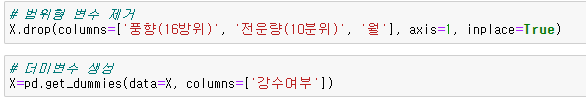 # 범위형 변수 제거
X.drop(columns=['풍향(16방위)', '전운량(10분위)', '월'], axis=1, inplace=True)
# 더미변수 생성
X=pd.get_dummies(data=X, columns=['강수여부'])